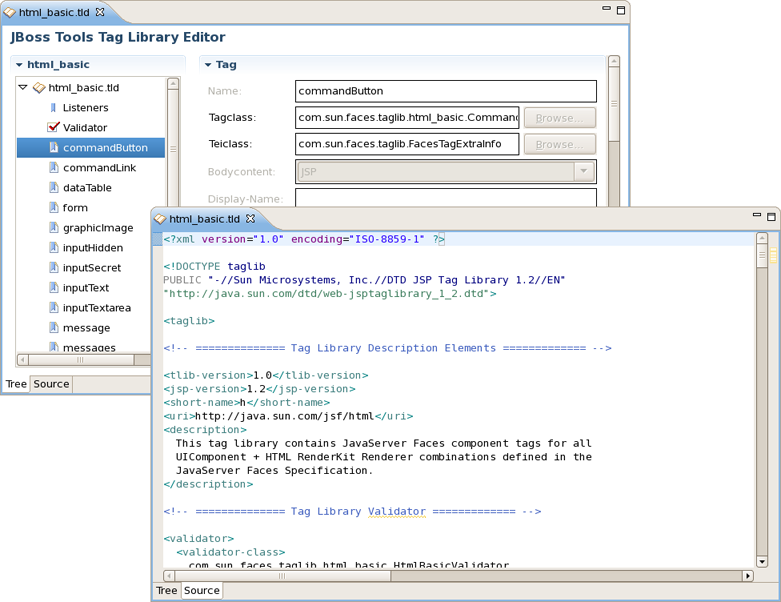 html_basic.tld
JBoss Tools Tag Library Editor
html_basic
html_basic.tld
Listeners
Validator
commandButton
commandLink
dataTable
form
graphicImage
inputHidden
inputSecret
inputText
inputTextarea
message
messages
Tree Source
Tag
Name: commandButton
Tagclass: com.sun.faces.taglib.html_basic.Command Browse...
Teiclass: com.sun.faces.taglib.FacesTagExtraInfo Browse...
Bodycontent: JSP
Display-Name:
html_basic.tld
<?xml version="1.0" encoding="ISO-8859-1" ?>
<!DOCTYPE taglib
PUBLIC "-//Sun Microsystems, Inc.//DTD JSP Tag Library 1.2//EN"
"http://java.sun.com/dtd/web-jsptaglibrary_1_2.dtd">
<taglib>
<!-- ============== Tag Library Description Elements ============= -->
<tlib-version>1.0</tlib-version>
<jsp-version>1.2</jsp-version>
<short-name>h</short-name>
<uri>http://java.sun.com/jsf/html</uri>
<description>
This tag library contains JavaServer Faces component tags for all
UIComponent + HTML RenderKit Renderer combinations defined in the
JavaServer Faces Specification.
</description>
<!-- ============== Tag Library Validator ============= -->
<validator>
<validator-class>
com.sun.faces.taglib.html_basic.HtmlBasicValidator
Tree Source